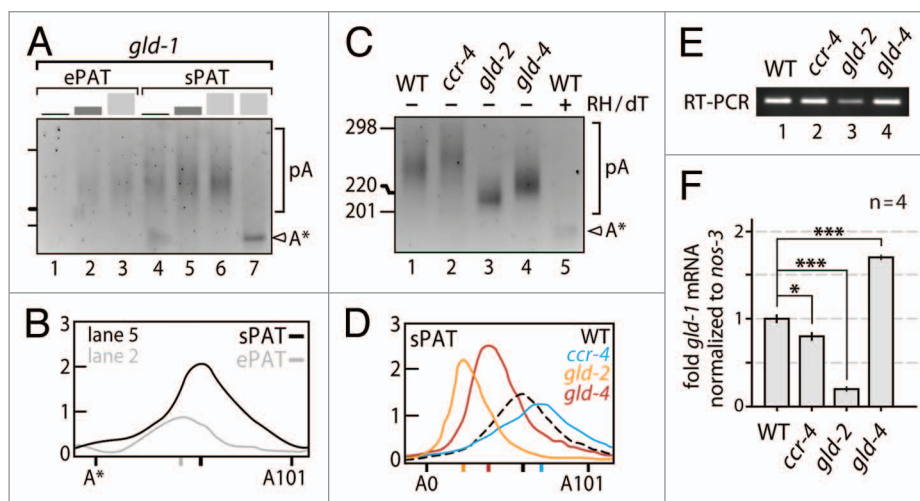 A
gld-1
ePAT sPAT
pA
A*
1 2 3 4 5 6 7
B
3
2
1
0
lane 5
lane 2
sPAT
ePAT
A* A101
C
WT ccr-4 gld-2 gld-4 WT
– – – – + RH/dT
298
220
201
pA
A*
1 2 3 4 5
D
3
2
1
0
sPAT
WT
ccr-4
gld-2
gld-4
A0 A101
E
WT ccr-4 gld-2 gld-4
RT-PCR
1 2 3 4
F
n=4
fold gld-1 mRNA
normalized to nos-3
2
1
0
***
***
*
WT ccr-4 gld-2 gld-4